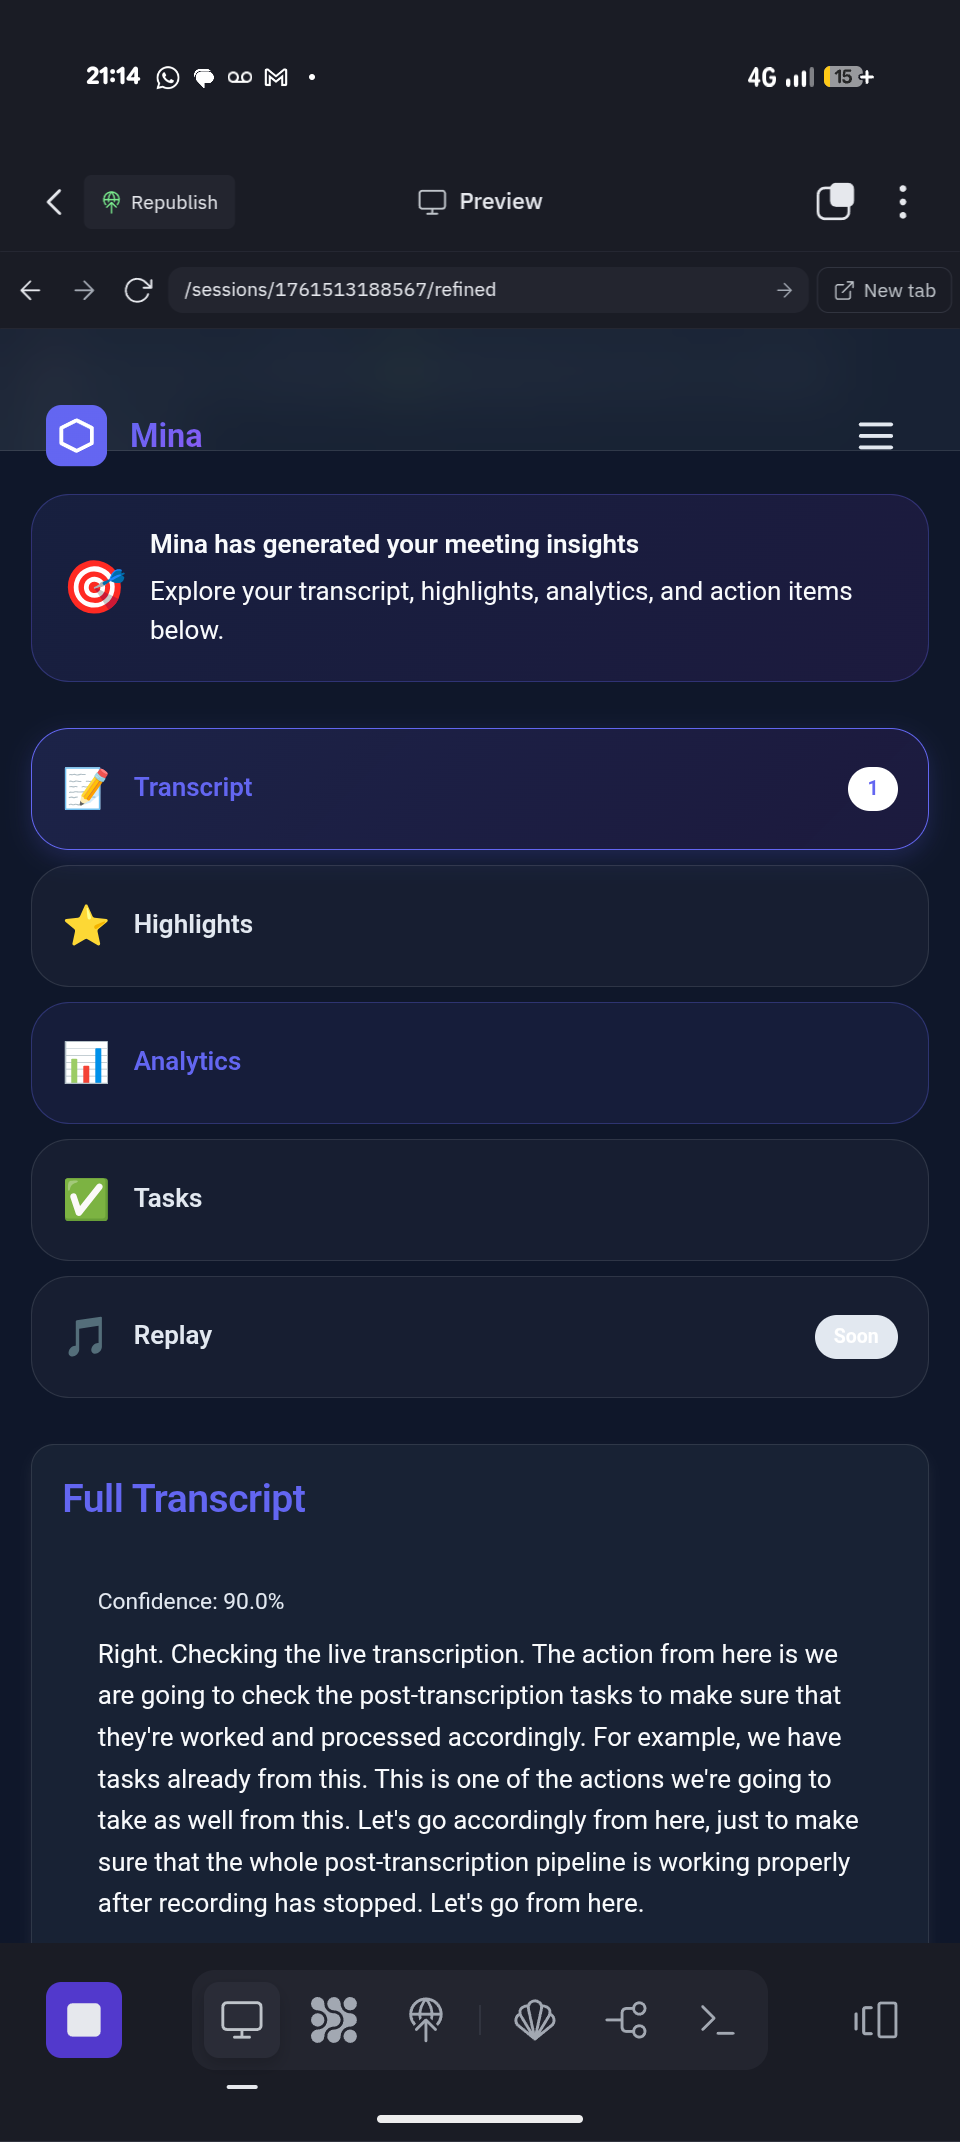 21:14
4G
15
Republish
Preview
/sessions/1761513188567/refined
New tab
Mina
Mina has generated your meeting insights
Explore your transcript, highlights, analytics, and action items
below.
Transcript
1
Highlights
Analytics
Tasks
Replay
Soon
Full Transcript
Confidence: 90.0%
Right. Checking the live transcription. The action from here is we
are going to check the post-transcription tasks to make sure that
they're worked and processed accordingly. For example, we have
tasks already from this. This is one of the actions we're going to
take as well from this. Let's go accordingly from here, just to make
sure that the whole post-transcription pipeline is working properly
after recording has stopped. Let's go from here.